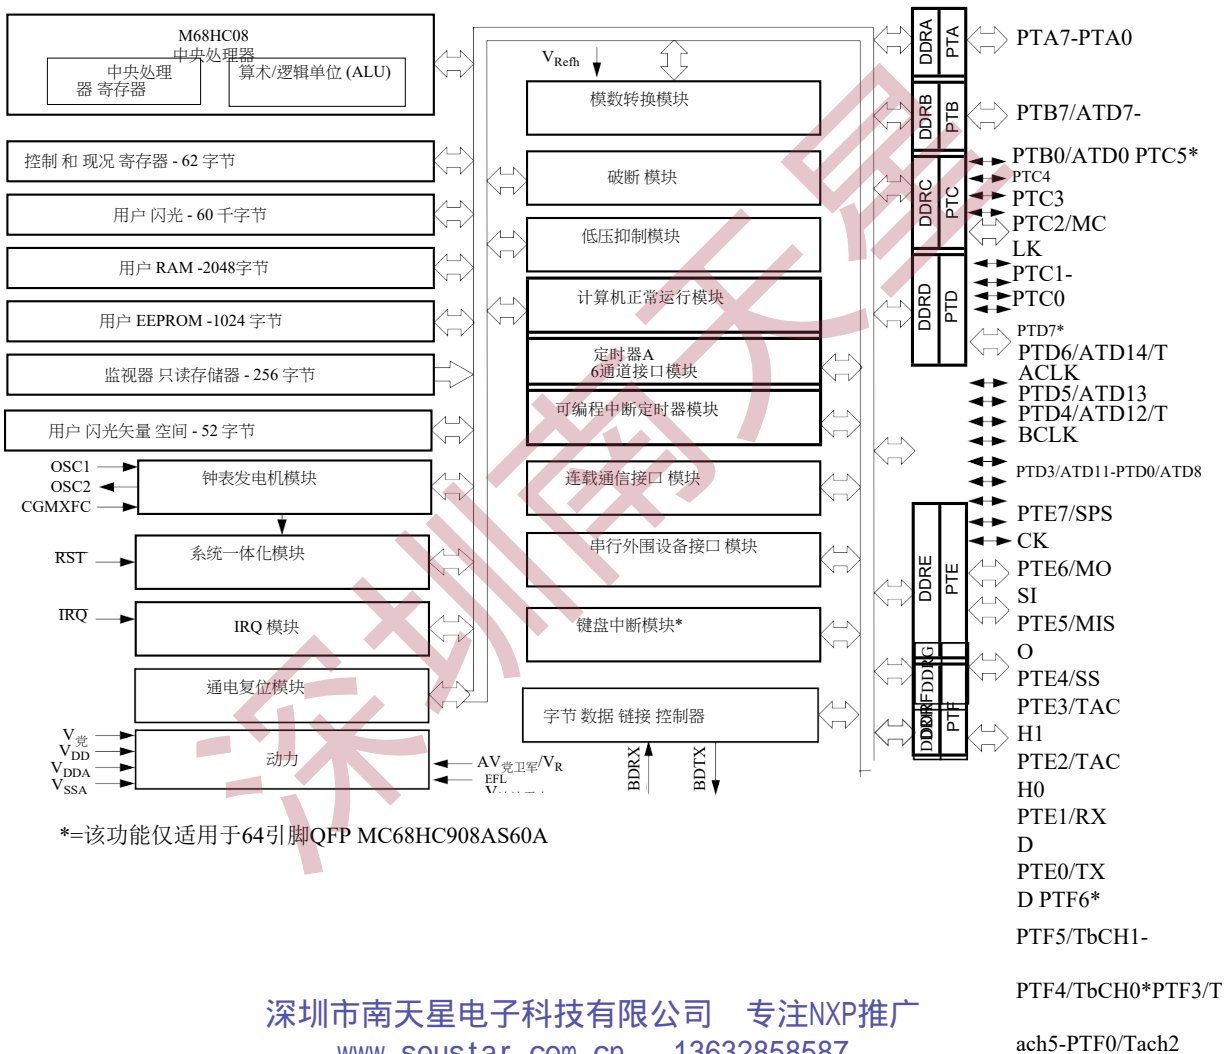 M68HC08
中央处理器
中央处理
器 寄存器
算术/逻辑单位 (ALU)
控制 和 现况 寄存器 - 62 字节
用户 闪光 - 60 千字节
用户 RAM -2048字节
用户 EEPROM -1024 字节
监视器 只读存储器 - 256 字节
用户 闪光矢量 空间 - 52 字节
OSC1
OSC2
CGMXFC
钟表发电机模块
RST
系统一体化模块
IRQ
IRQ 模块
通电复位模块
V党
VDD
VDDA
VSSA
动力
AV党卫军/VR
EFL
VRefh
模数转换模块
破断 模块
低压抑制模块
计算机正常运行模块
定时器A
6通道接口模块
可编程中断定时器模块
连载通信接口 模块
串行外围设备接口 模块
键盘中断模块*
字节 数据 链接 控制器
BDRX
BDTX
DDRA
PTA
DDRB
PTB
DDRC
PTC
DDRD
PTD
DDRE
PTE
DDRG
DDRF
PTF
PTA7-PTA0
PTB7/ATD7-
PTB0/ATD0 PTC5*
PTC4
PTC3
PTC2/MC
LK
PTC1-
PTC0
PTD7*
PTD6/ATD14/T
ACLK
PTD5/ATD13
PTD4/ATD12/T
BCLK
PTD3/ATD11-PTD0/ATD8
PTE7/SPS
CK
PTE6/MO
SI
PTE5/MIS
O
PTE4/SS
PTE3/TAC
H1
PTE2/TAC
H0
PTE1/RX
D
PTE0/TX
D PTF6*
PTF5/TbCH1-
PTF4/TbCH0*PTF3/T
ach5-PTF0/Tach2
*=该功能仅适用于64引脚QFP MC68HC908AS60A
深圳南天星
深圳市南天星电子科技有限公司 专注NXP推广
www.soustar.com.cn 13632858587